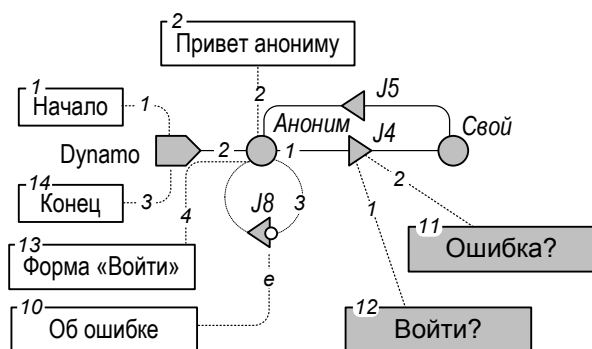 2
Привет анониму
1
Начало
1
2
J5
Аноним
J4
Свой
Dynamo
2
1
14
Конец
3
4
J8
3
1
2
13
Форма «Войти»
11
Ошибка?
10
Об ошибке
e
12
Войти?